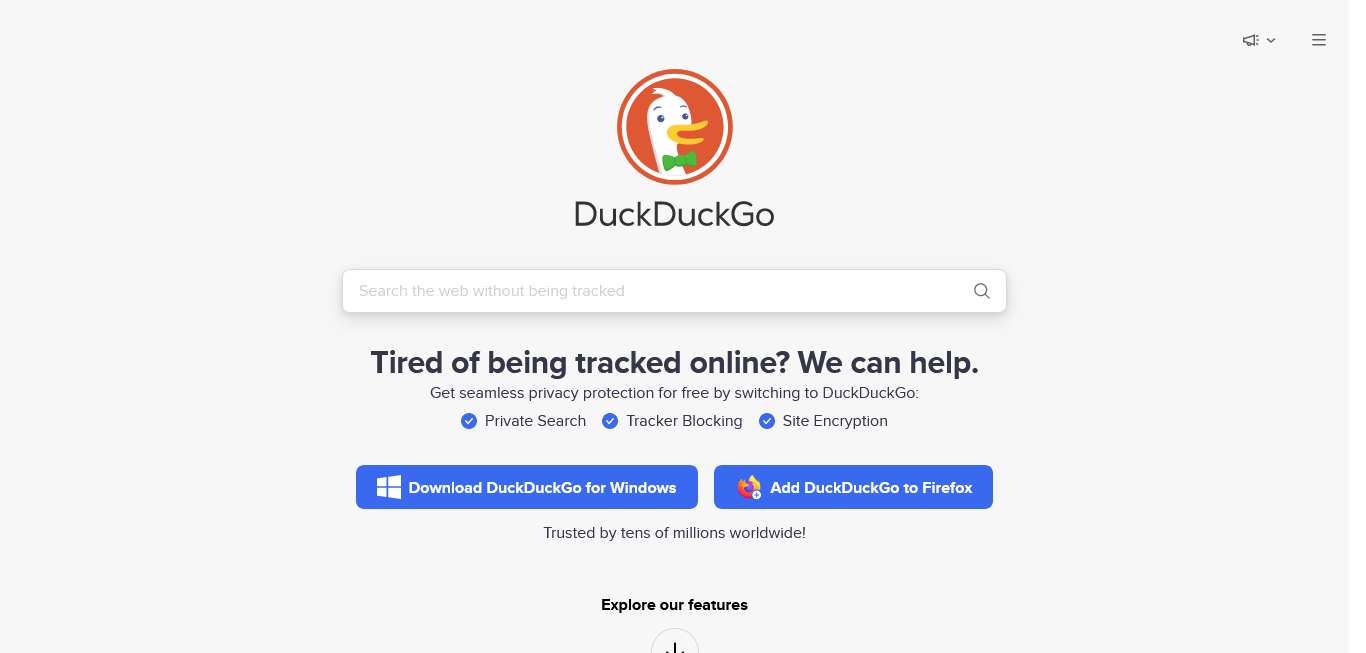 DuckDuckGo
Search the web without being tracked
Tired of being tracked online? We can help.
Get seamless privacy protection for free by switching to DuckDuckGo:
Private Search Tracker Blocking Site Encryption
Download DuckDuckGo for Windows Add DuckDuckGo to Firefox
Trusted by tens of millions worldwide!
Explore our features